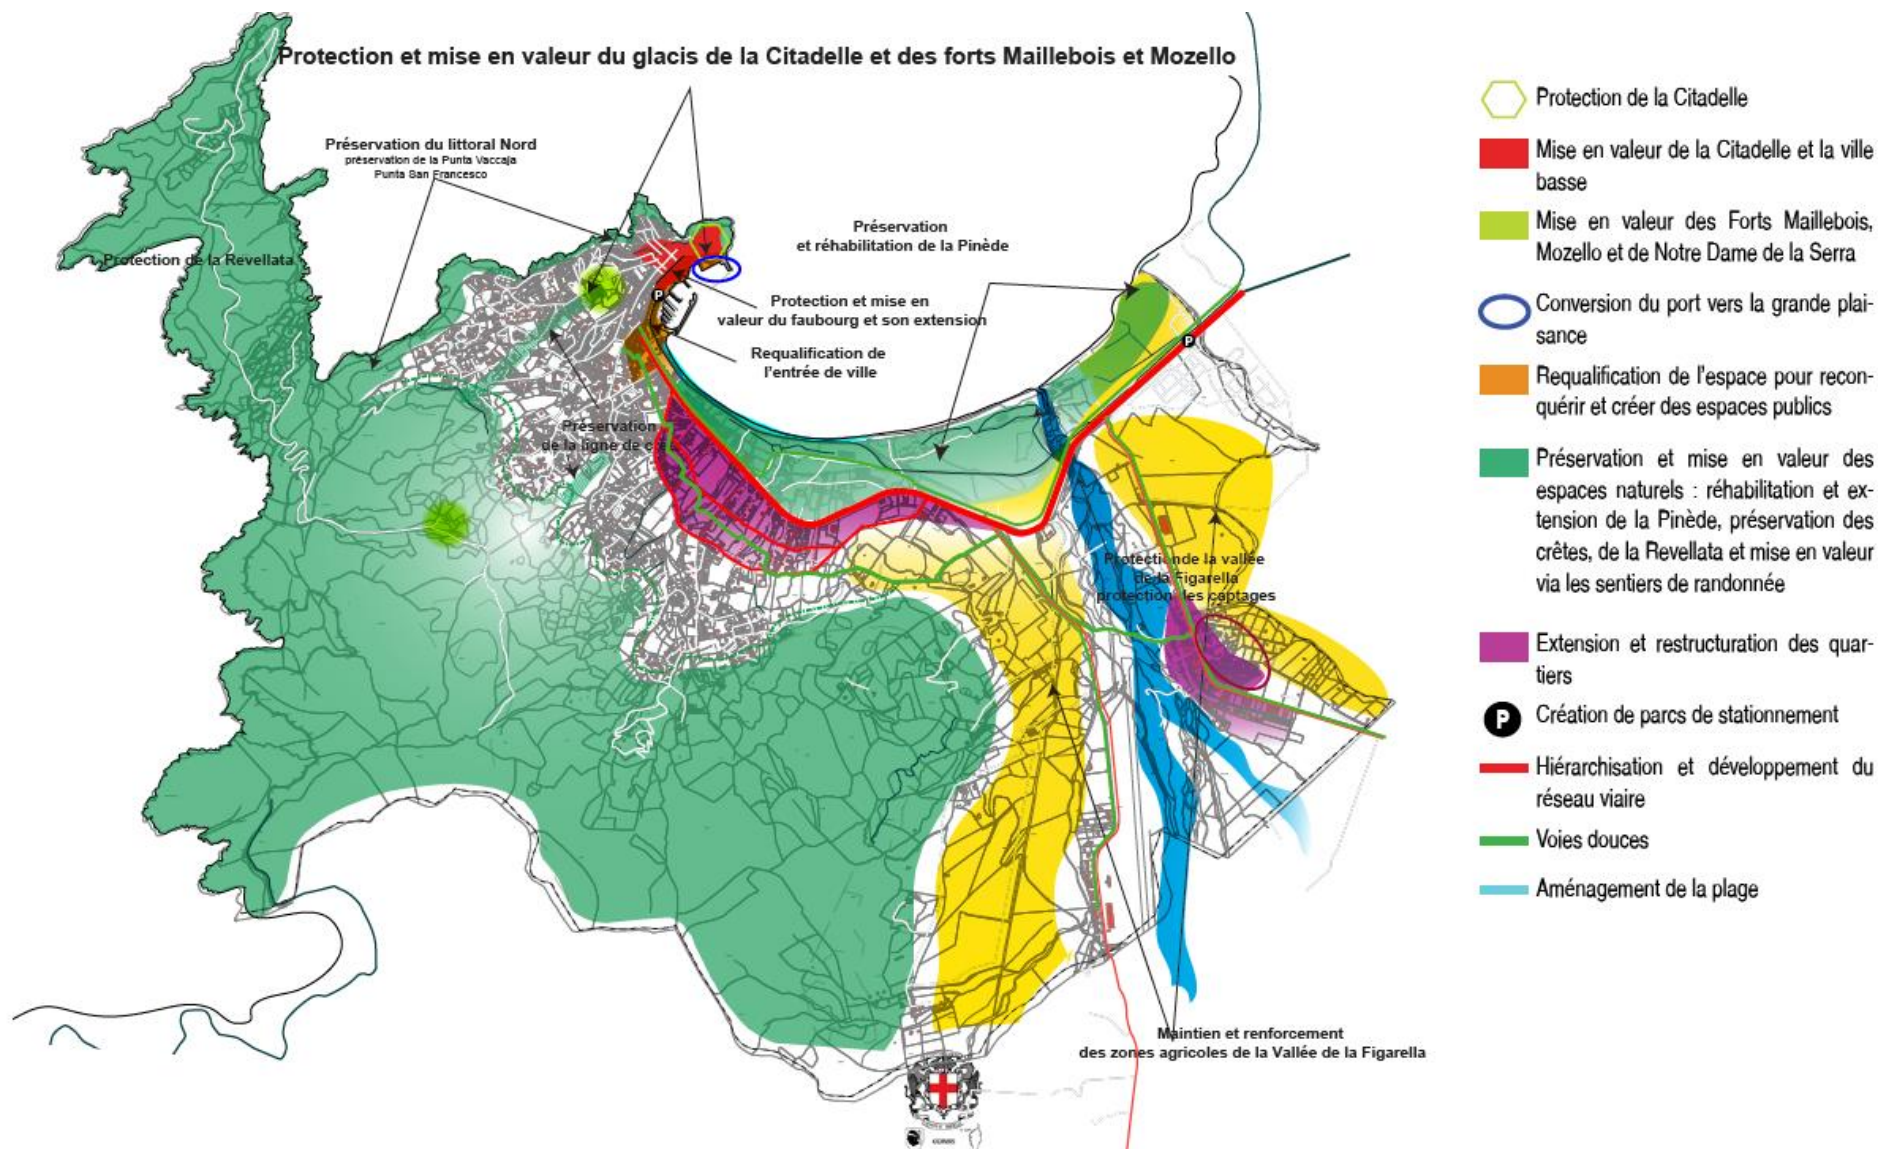 Protection et mise en valeur du glacis de la Citadelle et des forts Maillebois et Mozello
Préservation du littoral Nord
préservation de la Punta Vaccaja
Punta San Francesco
Protection de la Revellata
Préservation
et réhabilitation de la Pinède
P
Protection et mise en
valeur du faubourg et son extension
Requalification de
l'entrée de ville
P
Préservation
de la ligne de crêt
Protection de la vallée
de la Figarella
protection les captages
Maintien et renforcement
des zones agricoles de la Vallée de la Figarella
Protection de la Citadelle
Mise en valeur de la Citadelle et la ville
basse
Mise en valeur des Forts Maillebois,
Mozello et de Notre Dame de la Serra
Conversion du port vers la grande plai-
sance
Requalification de l'espace pour recon-
quérir et créer des espaces publics
Préservation et mise en valeur des
espaces naturels : réhabilitation et ex-
tension de la Pinède, préservation des
crêtes, de la Revellata et mise en valeur
via les sentiers de randonnée
Extension et restructuration des quar-
tiers
P Création de parcs de stationnement
Hiérarchisation et développement du
réseau viaire
Voies douces
Aménagement de la plage